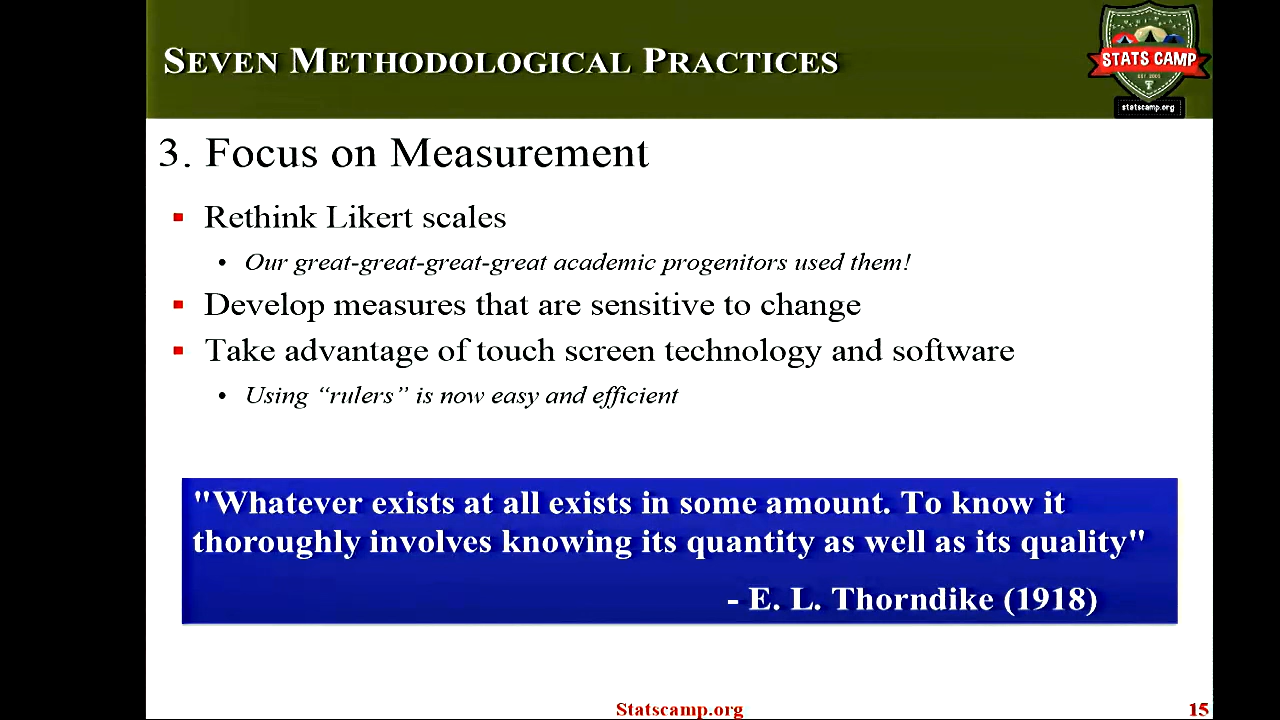 SEVEN METHODOLOGICAL PRACTICES
STATS CAMP
EST 2003
statscamp.org
3. Focus on Measurement
Rethink Likert scales
Our great-great-great-great academic progenitors used them!
Develop measures that are sensitive to change
Take advantage of touch screen technology and software
Using “rulers” is now easy and efficient
"Whatever exists at all exists in some amount. To know it
thoroughly involves knowing its quantity as well as its quality"
- E. L. Thorndike (1918)
Statscamp.org
15